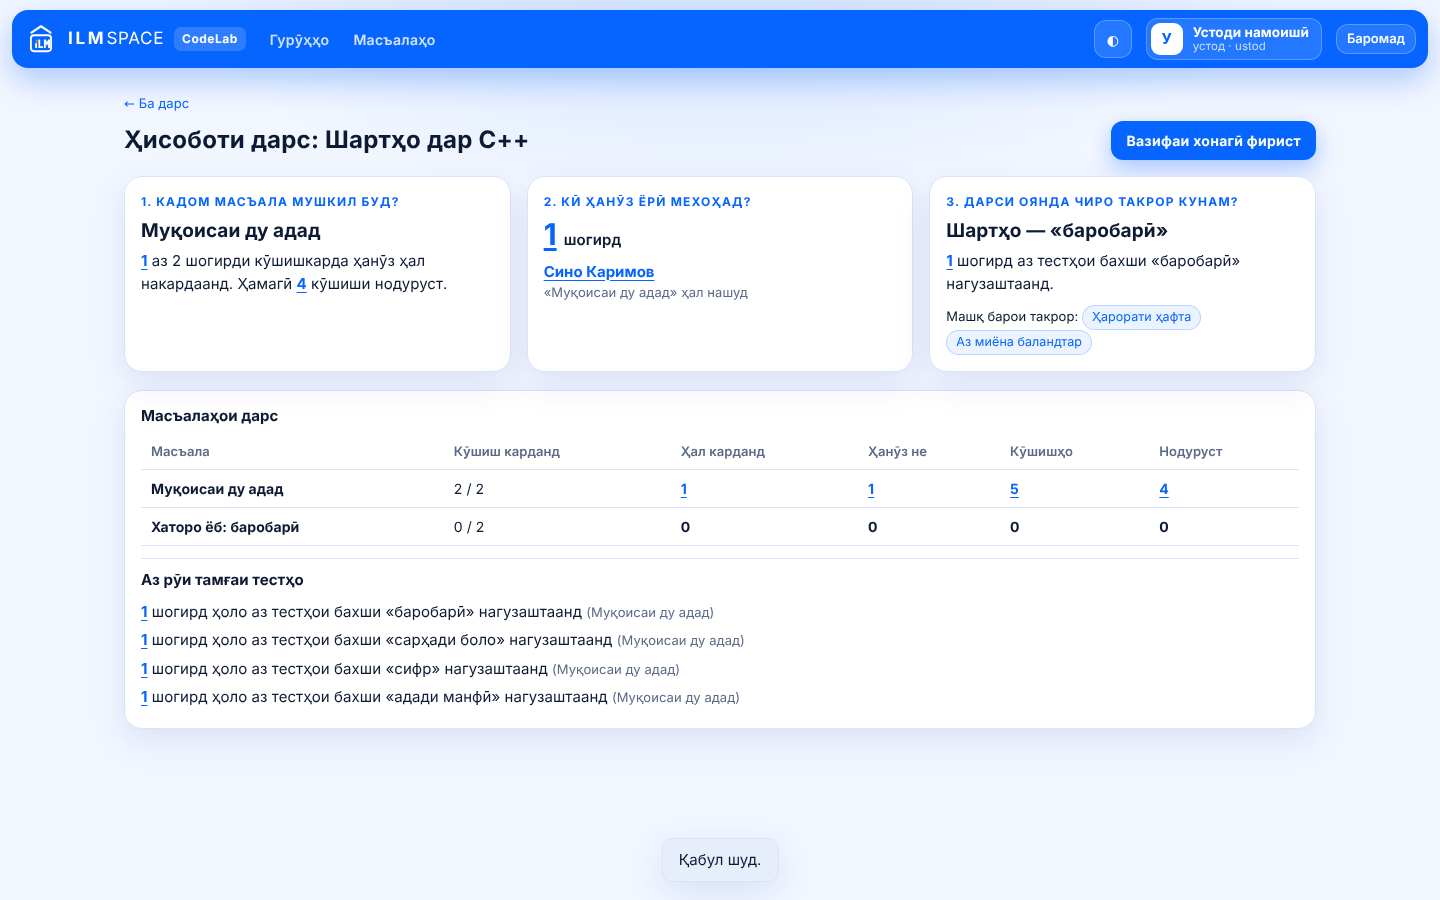 ILMSPACE CodeLab Гурӯҳҳо Масъалаҳо У Устоди намоишӣ Баромад
устод · ustod
← Ба дарс
Ҳисоботи дарс: Шартҳо дар C++ Вазифаи хонагӣ фирист
1. КАДОМ МАСЪАЛА МУШКИЛ БУД?
Муқоисаи ду адад
1 аз 2 шогирди кӯшишкарда ҳанӯз ҳал
накардаанд. Ҳамагӣ 4 кӯшиши нодуруст.
2. КӢ ҲАНӮЗ ЁРӢ МЕХОҲАД?
1 шогирд
Сино Каримов
«Муқоисаи ду адад» ҳал нашуд
3. ДАРСИ ОЯНДА ЧИРО ТАКРОР КУНАМ?
Шартҳо — «баробарӣ»
1 шогирд аз тестҳои бахши «баробарӣ»
нагузаштаанд.
Машқ барои такрор: Ҳарорати ҳафта
Аз миёна баландтар
Масъалаҳои дарс
Масъала Кӯшиш карданд Ҳал карданд Ҳанӯз не Кӯшишҳо Нодуруст
Муқоисаи ду адад 2 / 2 1 1 5 4
Хаторо ёб: баробарӣ 0 / 2 0 0 0 0
Аз рӯи тамғаи тестҳо
1 шогирд ҳоло аз тестҳои бахши «баробарӣ» нагузаштаанд (Муқоисаи ду адад)
1 шогирд ҳоло аз тестҳои бахши «сарҳади боло» нагузаштаанд (Муқоисаи ду адад)
1 шогирд ҳоло аз тестҳои бахши «сифр» нагузаштаанд (Муқоисаи ду адад)
1 шогирд ҳоло аз тестҳои бахши «адади манфӣ» нагузаштаанд (Муқоисаи ду адад)
Қабул шуд.